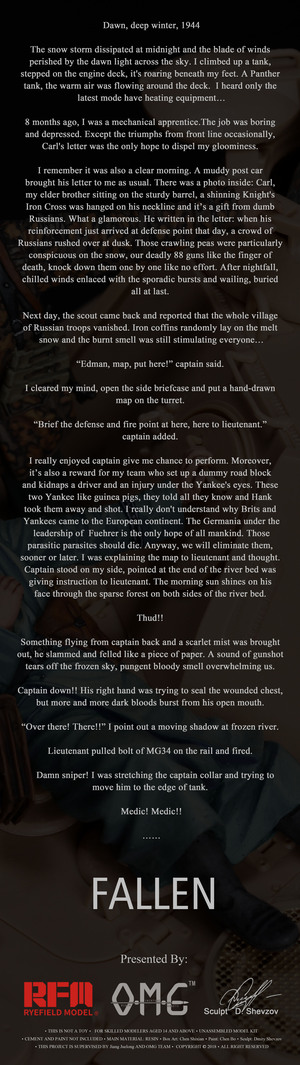 Dawn, deep winter, 1944
The snow storm dissipated at midnight and the blade of winds
perished by the dawn light across the sky. I climbed up a tank,
stepped on the engine deck, it's roaring beneath my feet. A Panther
tank, the warm air was flowing around the deck. I heard only the
latest mode have heating equipment…
8 months ago, I was a mechanical apprentice.The job was boring
and depressed. Except the triumphs from front line occasionally,
Carl's letter was the only hope to dispel my gloominess.
I remember it was also a clear morning. A muddy post car
brought his letter to me as usual. There was a photo inside: Carl,
my elder brother sitting on the sturdy barrel, a shinning Knight's
Iron Cross was hanged on his neckline and it's a gift from dumb
Russians. What a glamorous. He written in the letter: when his
reinforcement just arrived at defense point that day, a crowd of
Russians rushed over at dusk. Those crawling peas were particularly
conspicuous on the snow, our deadly 88 guns like the finger of
death, knock down them one by one like no effort. After nightfall,
chilled winds enlaced with the sporadic bursts and wailing, buried
all at last.
Next day, the scout came back and reported that the whole village
of Russian troops vanished. Iron coffins randomly lay on the melt
snow and the burnt smell was still stimulating everyone…
“Edman, map, put here!” captain said.
I cleared my mind, open the side briefcase and put a hand-drawn
map on the turret.
“Brief the defense and fire point at here, here to lieutenant.”
captain added.
I really enjoyed captain give me chance to perform. Moreover,
it's also a reward for my team who set up a dummy road block
and kidnaps a driver and an injury under the Yankee's eyes. These
two Yankee like guinea pigs, they told all they know and Hank
took them away and shot. I really don't understand why Brits and
Yankees came to the European continent. The Germania under the
leadership of Fuehrer is the only hope of all mankind. Those
parasitic parasites should die. Anyway, we will eliminate them,
sooner or later. I was explaining the map to lieutenant and thought.
Captain stood on my side, pointed at the end of the river bed was
giving instruction to lieutenant. The morning sun shines on his
face through the sparse forest on both sides of the river bed.
Thud!!
Something flying from captain back and a scarlet mist was brought
out, he slammed and felled like a piece of paper. A sound of gunshot
tears off the frozen sky, pungent bloody smell overwhelming us.
Captain down!! His right hand was trying to seal the wounded chest,
but more and more dark bloods burst from his open mouth.
“Over there! There!!” I point out a moving shadow at frozen river.
Lieutenant pulled bolt of MG34 on the rail and fired.
Damn sniper! I was stretching the captain collar and trying to
move him to the edge of tank.
Medic! Medic!!
……
FALLEN
Presented By:
RFM
RYEFIELD MODEL
OMG TM
Sculpt D/Shevzov
• THIS IS NOT A TOY • FOR SKILLED MODELERS AGED 14 AND ABOVE • UNASSEMBLED MODEL KIT
• CEMENT AND PAINT NOT INCLUDED • MAIN MATERIAL: RESIN • Box Art: Chen Shixian • Paint: Chen Bo • Sculpt: Dmitry Shevzov
• THIS PROJECT IS SUPERVISED BY AND OMG TEAM • COPYRIGHT © 2018 • ALL RIGHT RESERVED